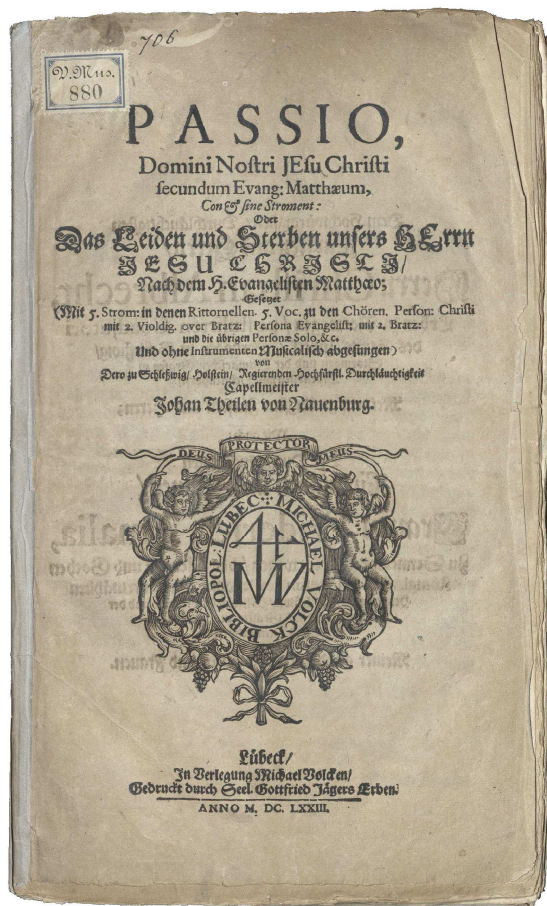 706
V. Mus.
880
PASSIO,
Domini Nostri JEsu Christi
secundum Evang: Matthæum,
Con & sine Stroment:
Oder
Das Leiden und Sterben unsers HErrn
JESU CHRISTJ/
Nach dem H. Evangelisten Matthæo;
Gesetzet
(Mit 5. Strom: in denen Rittornellen. 5. Voc. zu den Chören. Person: Christi
mit 2. Violdig. over Bratz: Persona Evangelist; mit 2. Bratz:
und die übrigen Personæ Solo, &c.
Und ohne Instrumenten Musicalisch abgesungen)
von
Dero zu Schleßwig/ Holstein/ Regierenden Hochfürstl. Durchläuchtigkeit
Capellmeister
Johan Theilen von Nauenburg.
DEUS PROTECTOR MEUS
BIBLIOPOL: LUBEC: MICHAEL VOLCK
Lübeck/
In Verlegung Michael Volcken/
Gedruckt durch Seel. Gottfried Jägers Erben.
ANNO M. DC. LXXIII.